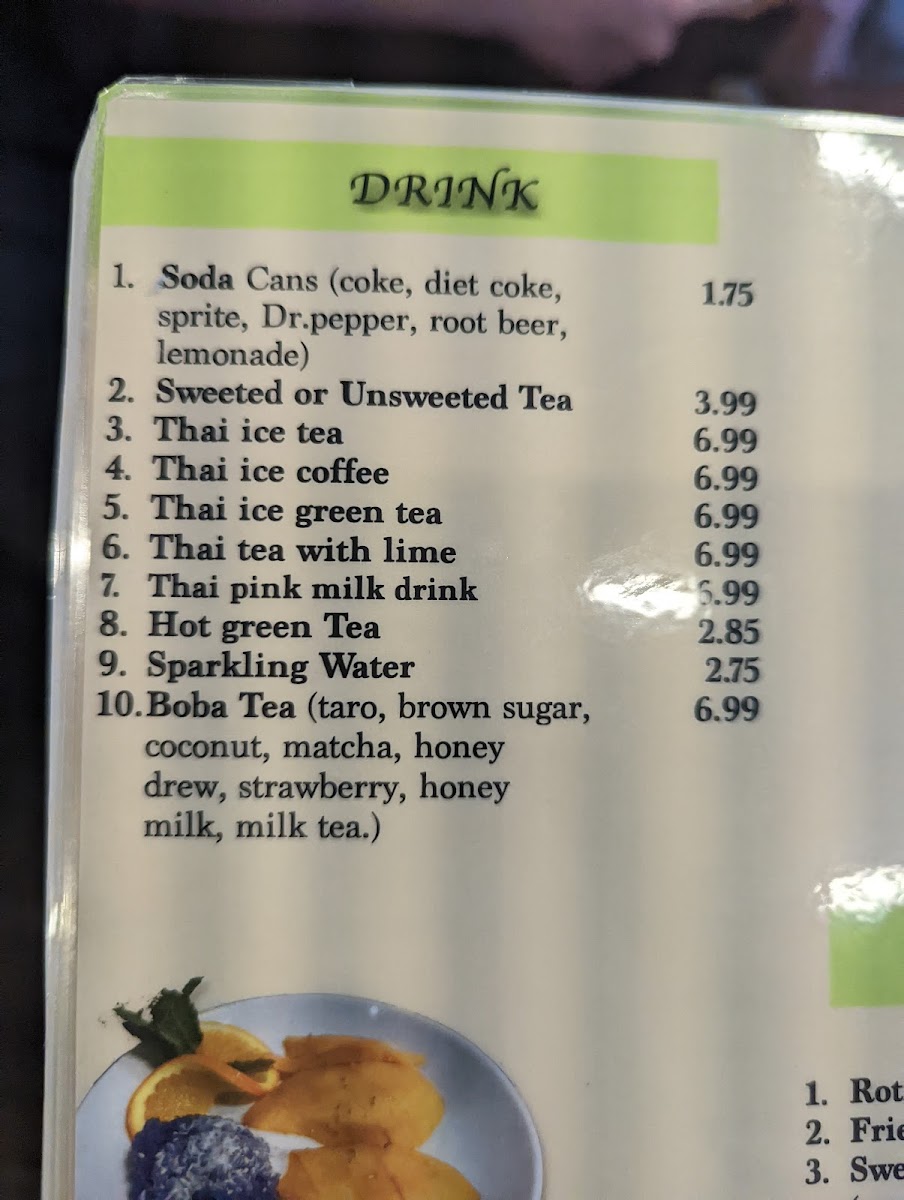 DRINK
1. Soda Cans (coke, diet coke, 1.75
sprite, Dr.pepper, root beer,
lemonade)
2. Sweeted or Unsweeted Tea 3.99
3. Thai ice tea 6.99
4. Thai ice coffee 6.99
5. Thai ice green tea 6.99
6. Thai tea with lime 6.99
7. Thai pink milk drink
8. Hot green Tea 2.85
9. Sparkling Water 2.75
10.Boba Tea (taro, brown sugar, 6.99
coconut, matcha, honey
drew, strawberry, honey
milk, milk tea.)
1.
2.
3.